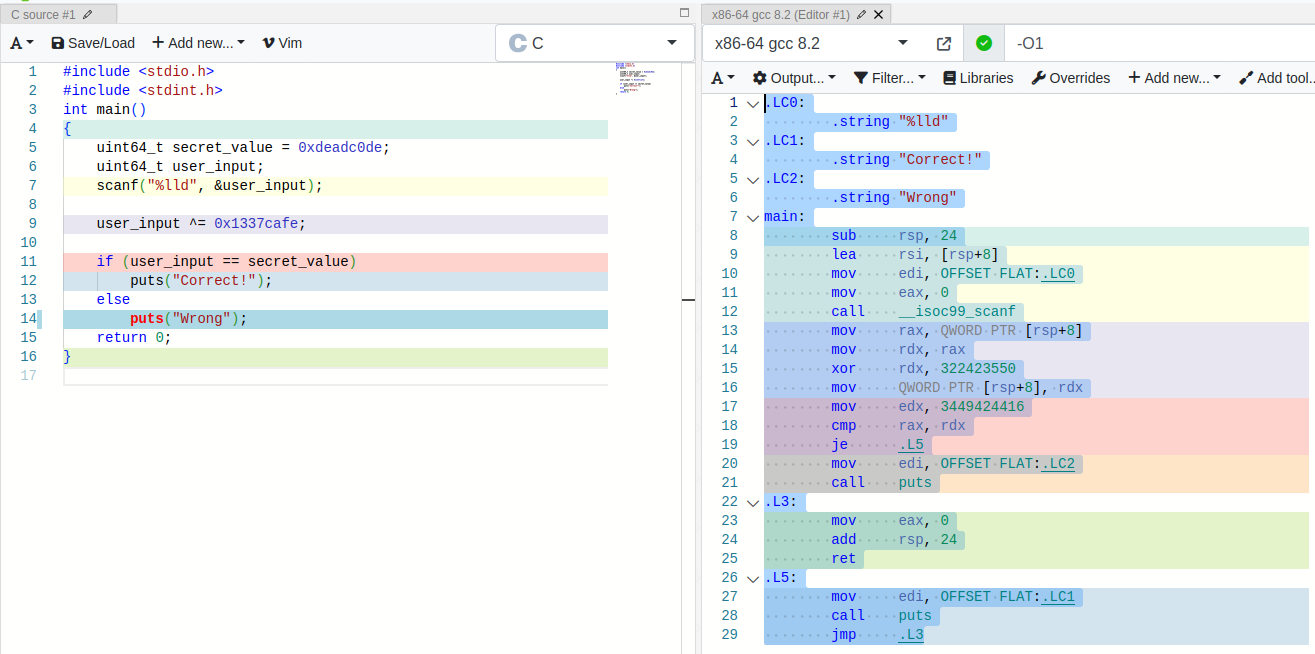 C source #1
A
Save/Load
Add new...
Vim
C
1 #include <stdio.h>
2 #include <stdint.h>
3 int main()
4 {
5     uint64_t secret_value = 0xdeadc0de;
6     uint64_t user_input;
7     scanf("%lld", &user_input);
8
9     user_input ^= 0x1337cafe;
10
11     if (user_input == secret_value)
12         puts("Correct!");
13     else
14         puts("Wrong");
15     return 0;
16 }
17
x86-64 gcc 8.2 (Editor #1)
x86-64 gcc 8.2
-O1
A
Output...
Filter...
Libraries
Overrides
Add new...
Add tool..
1 .LC0:
2         .string "%lld"
3 .LC1:
4         .string "Correct!"
5 .LC2:
6         .string "Wrong"
7 main:
8         sub     rsp, 24
9         lea     rsi, [rsp+8]
10         mov     edi, OFFSET FLAT:.LC0
11         mov     eax, 0
12         call    __isoc99_scanf
13         mov     rax, QWORD PTR [rsp+8]
14         mov     rdx, rax
15         xor     rdx, 322423550
16         mov     QWORD PTR [rsp+8], rdx
17         mov     edx, 3449424416
18         cmp     rax, rdx
19         je      .L5
20         mov     edi, OFFSET FLAT:.LC2
21         call    puts
22 .L3:
23         mov     eax, 0
24         add     rsp, 24
25         ret
26 .L5:
27         mov     edi, OFFSET FLAT:.LC1
28         call    puts
29         jmp     .L3